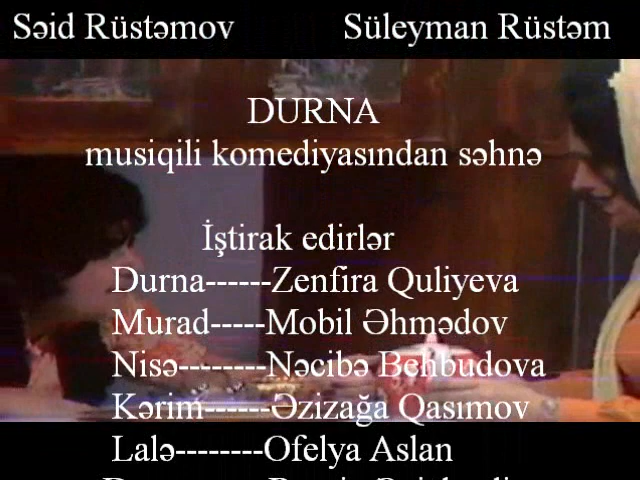 Səid Rüstəmov Süleyman Rüstəm
DURNA
musiqili komediyasından səhnə
İştirak edirlər
Durna------Zenfira Quliyeva
Murad-----Mobil Əhmədov
Nisə--------Nəcibə Behbudova
Kərim------Əzizağa Qasımov
Lalə--------Ofelya Aslan